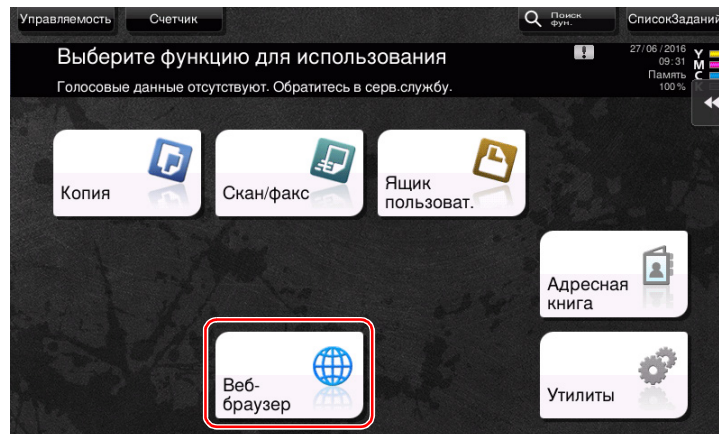 Управляемость
Счетчик
Поиск
фун.
СписокЗаданий
Выберите функцию для использования
Голосовые данные отсутствуют. Обратитесь в серв.службу.
27/06/2016
09:31
Память
100%
Y
M
C
K
Копия
Скан/факс
Ящик
пользоват.
Адресная
книга
Веб-
браузер
Утилиты